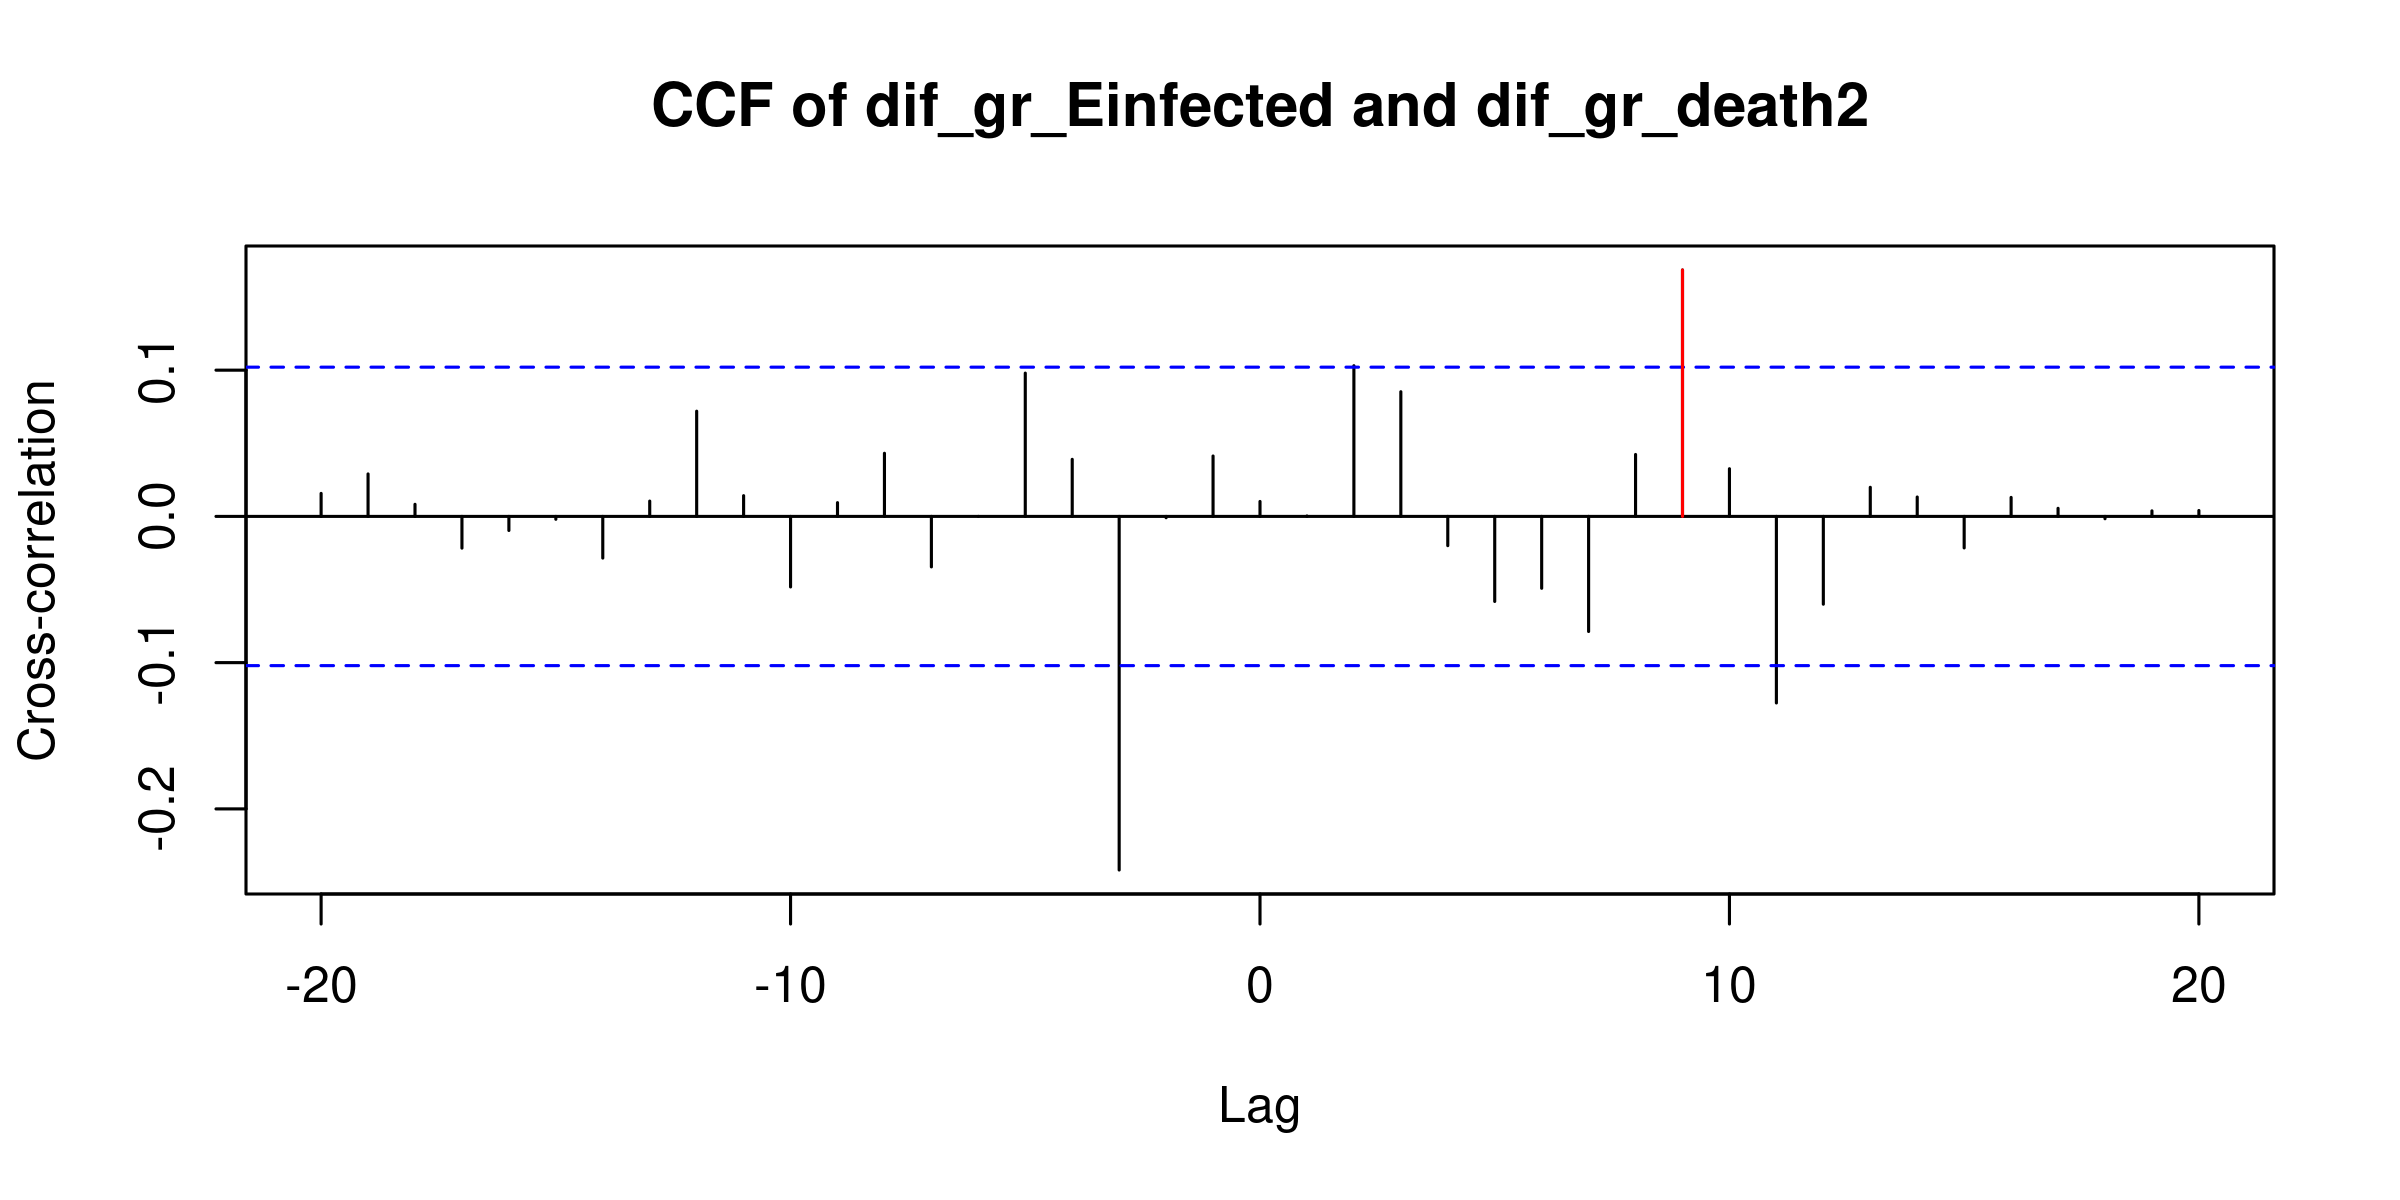 CCF of dif_gr_Einfected and dif_gr_death2
Cross-correlation
0.1
0.0
-0.1
-0.2
-20 -10 0 10 20
Lag